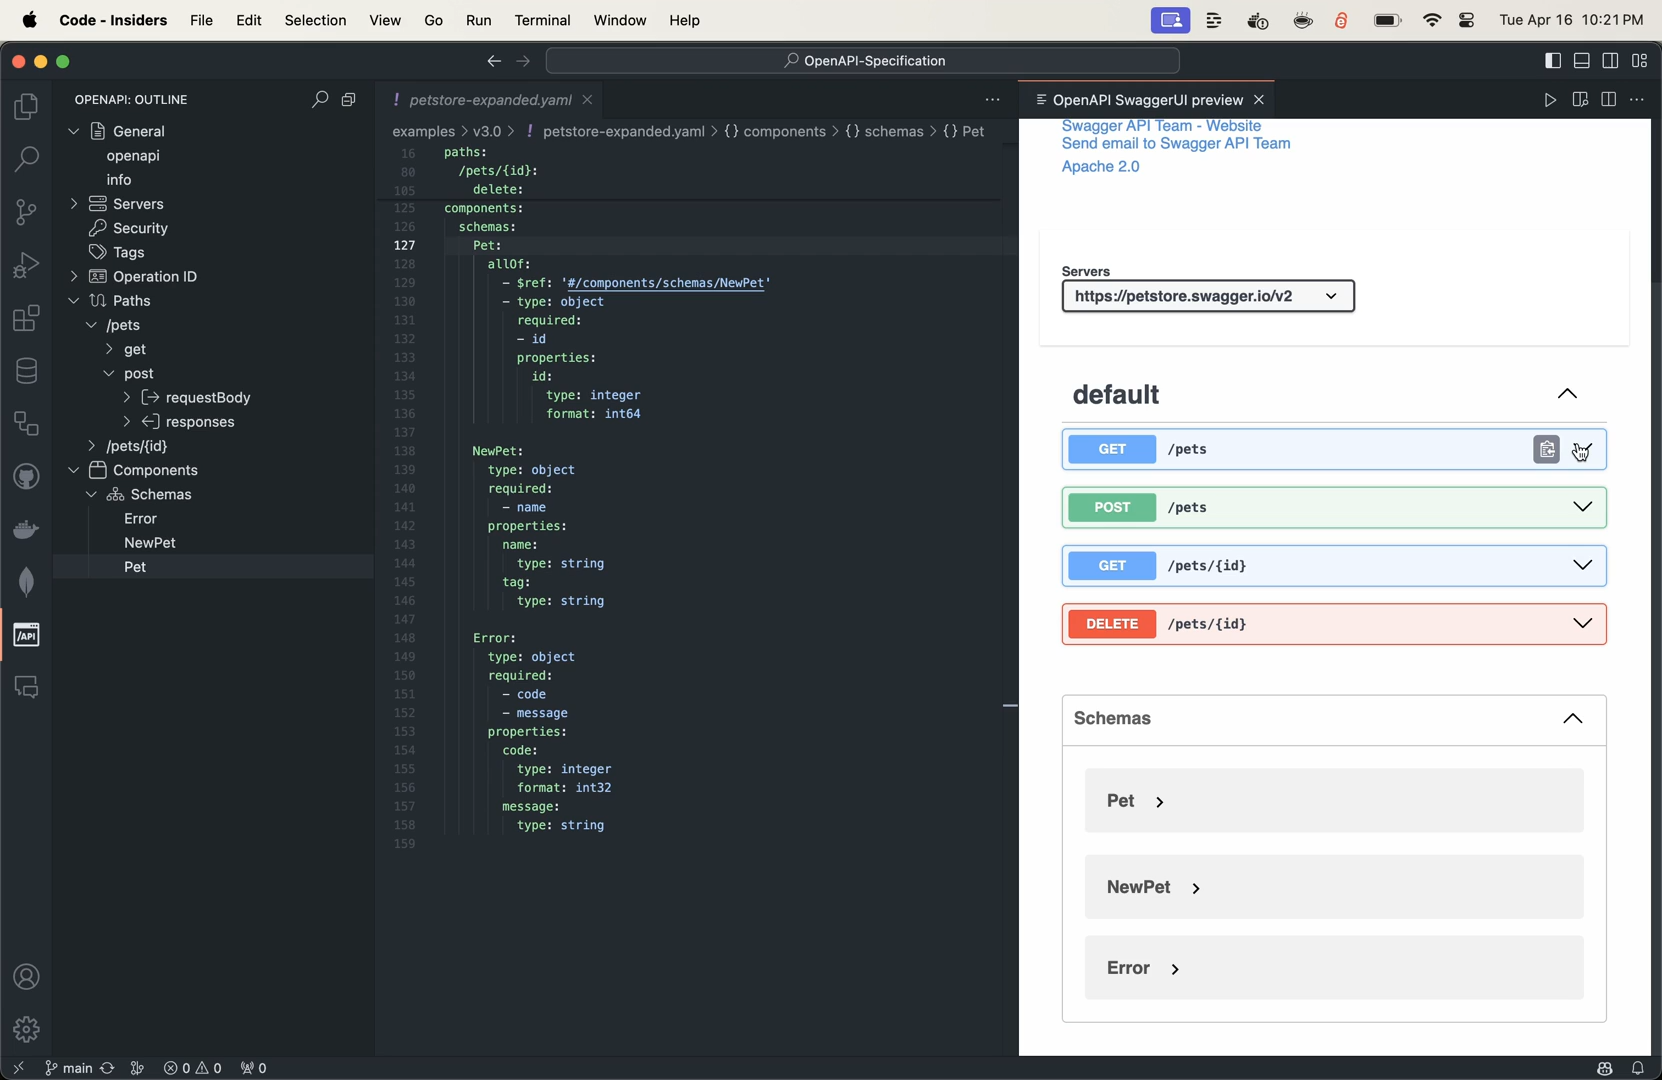 Code - Insiders File Edit Selection View Go Run Terminal Window Help Tue Apr 16 10:21 PM
OpenAPI-Specification
OPENAPI: OUTLINE
General
openapi
info
Servers
Security
Tags
Operation ID
Paths
/pets
get
post
requestBody
responses
/pets/{id}
Components
Schemas
Error
NewPet
Pet
/API
! petstore-expanded.yaml
examples > v3.0 > ! petstore-expanded.yaml > {} components > {} schemas > {} Pet
16 paths:
80 /pets/{id}:
105 delete:
125 components:
126 schemas:
127 Pet:
128 allOf:
129 - $ref: '#/components/schemas/NewPet'
130 - type: object
131 required:
132 - id
133 properties:
134 id:
135 type: integer
136 format: int64
137
138 NewPet:
139 type: object
140 required:
141 - name
142 properties:
143 name:
144 type: string
145 tag:
146 type: string
147
148 Error:
149 type: object
150 required:
151 - code
152 - message
153 properties:
154 code:
155 type: integer
156 format: int32
157 message:
158 type: string
159
OpenAPI SwaggerUI preview
Swagger API Team - Website
Send email to Swagger API Team
Apache 2.0
Servers
https://petstore.swagger.io/v2
default
GET /pets
POST /pets
GET /pets/{id}
DELETE /pets/{id}
Schemas
Pet
NewPet
Error
main 0 0 0